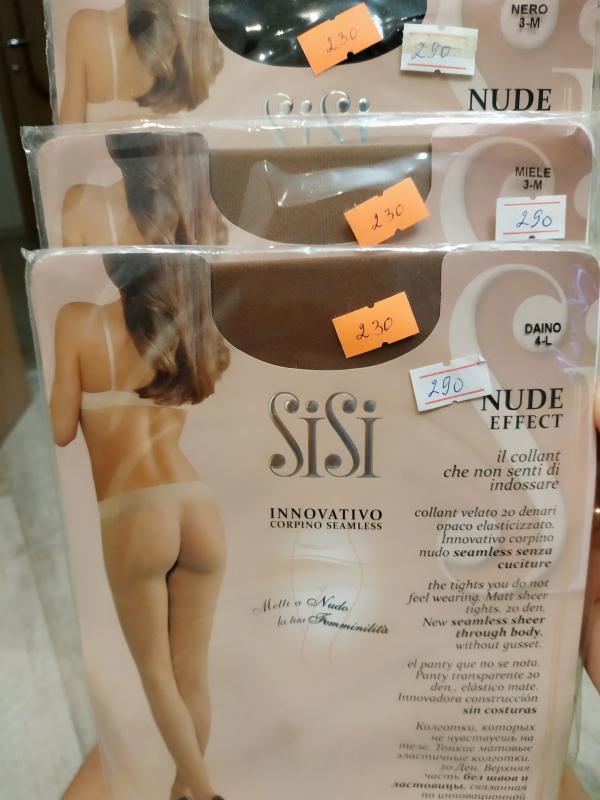 NERO
3-M
230
290
SiSi
NUDE
MIELE
3-M
230
290
DAINO
4-L
230
290
SiSi
NUDE
EFFECT
il collant
che non senti di
indossare
INNOVATIVO
CORPINO SEAMLESS
collant velato 20 denari
opaco elasticizzato.
Innovativo corpino
nudo seamless senza
cuciture
Metti a Nudo
la tua Femminilità
the tights you do not
feel wearing. Matt sheer
tights. 20 den.
New seamless sheer
through body,
without gusset.
el panty que no se nota.
Panty transparente 20
den., elástico mate.
Innovadora construcción
sin costuras
Колготки, которых
не чувствуешь на
теле. Тонкие матовые
эластичные колготки.
20 Ден. Верхняя
часть без швов и
ластовицы, связанная
по инновационной